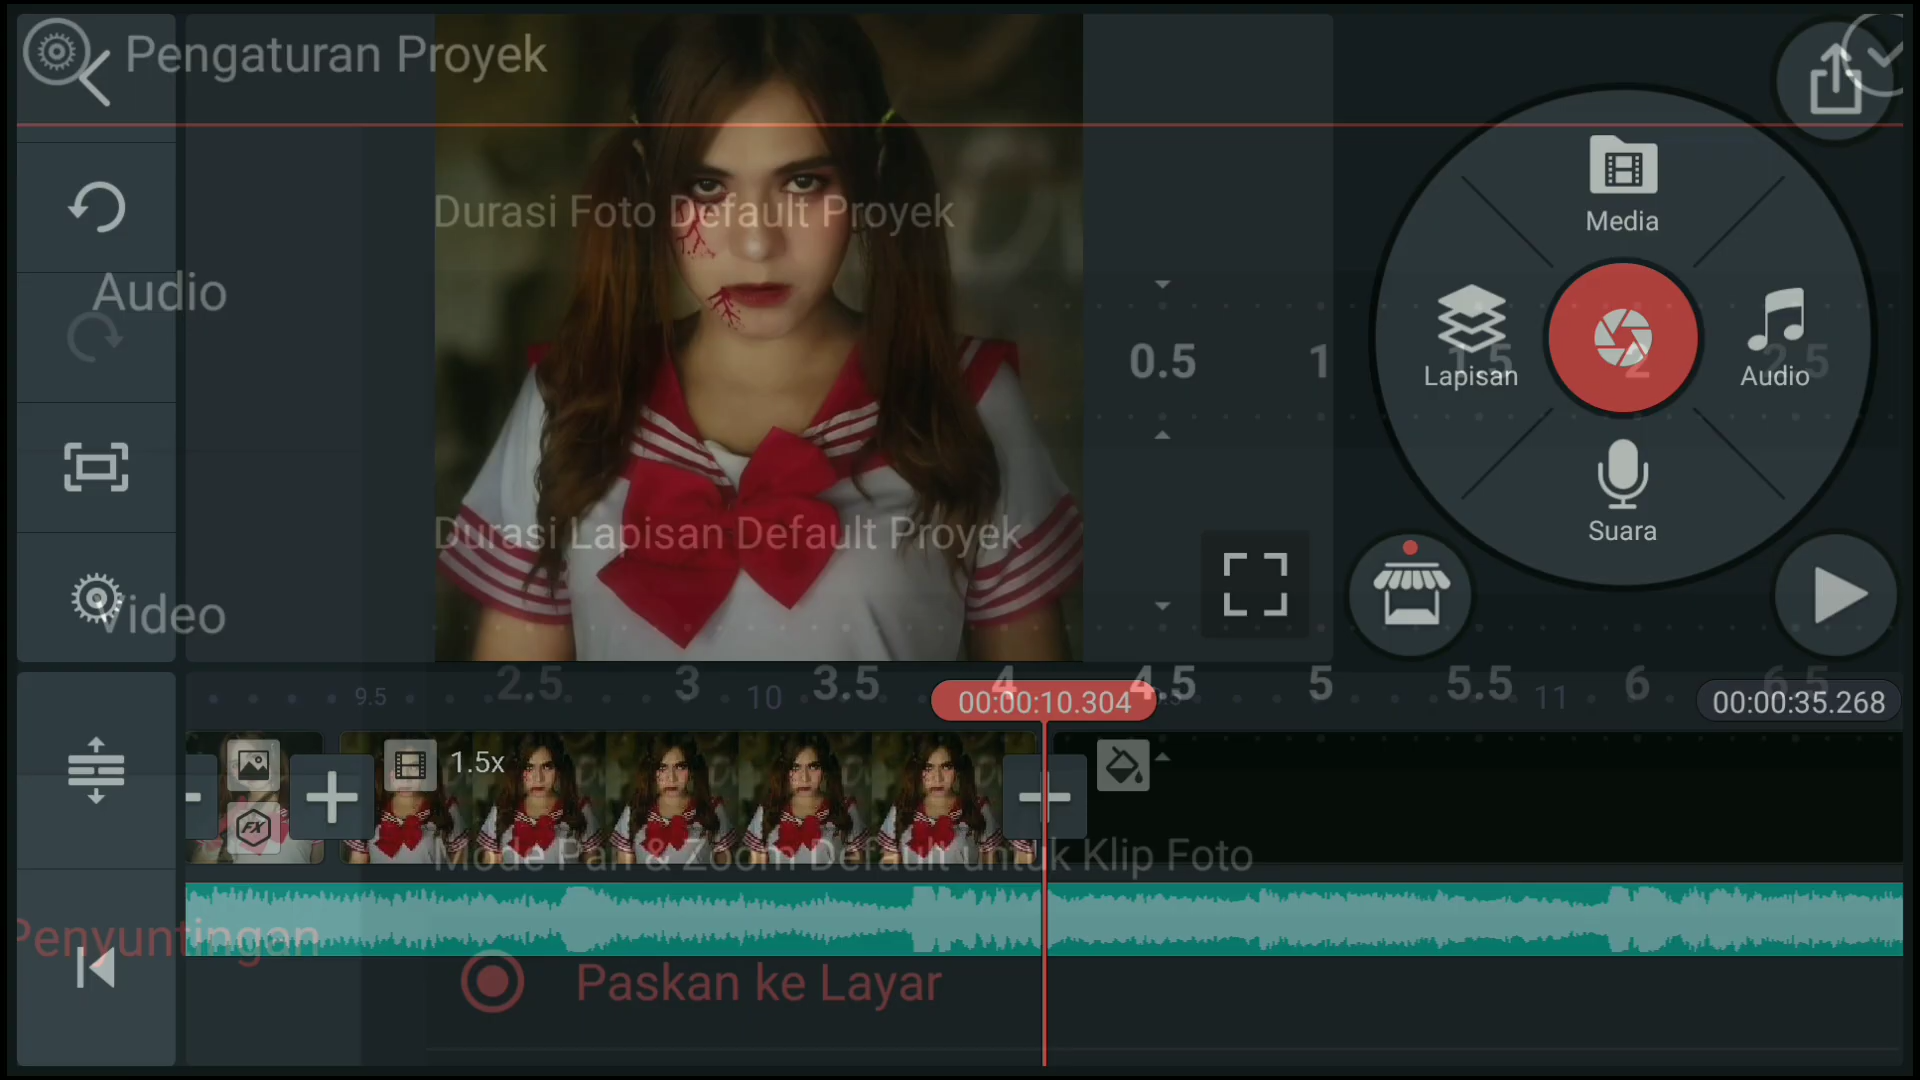 Pengaturan Proyek
Media
Durasi Foto Default Proyek
Audio
0.5 1 1.5 2 2.5
Lapisan
Audio
Suara
Durasi Lapisan Default Proyek
Video
2.5 3 3.5 4 4.5 5 5.5 6 6.5
9.5 10 11
00:00:10.304
00:00:35.268
1.5x
FX
Mode Pan & Zoom Default untuk Klip Foto
Penyuntingan
Paskan ke Layar